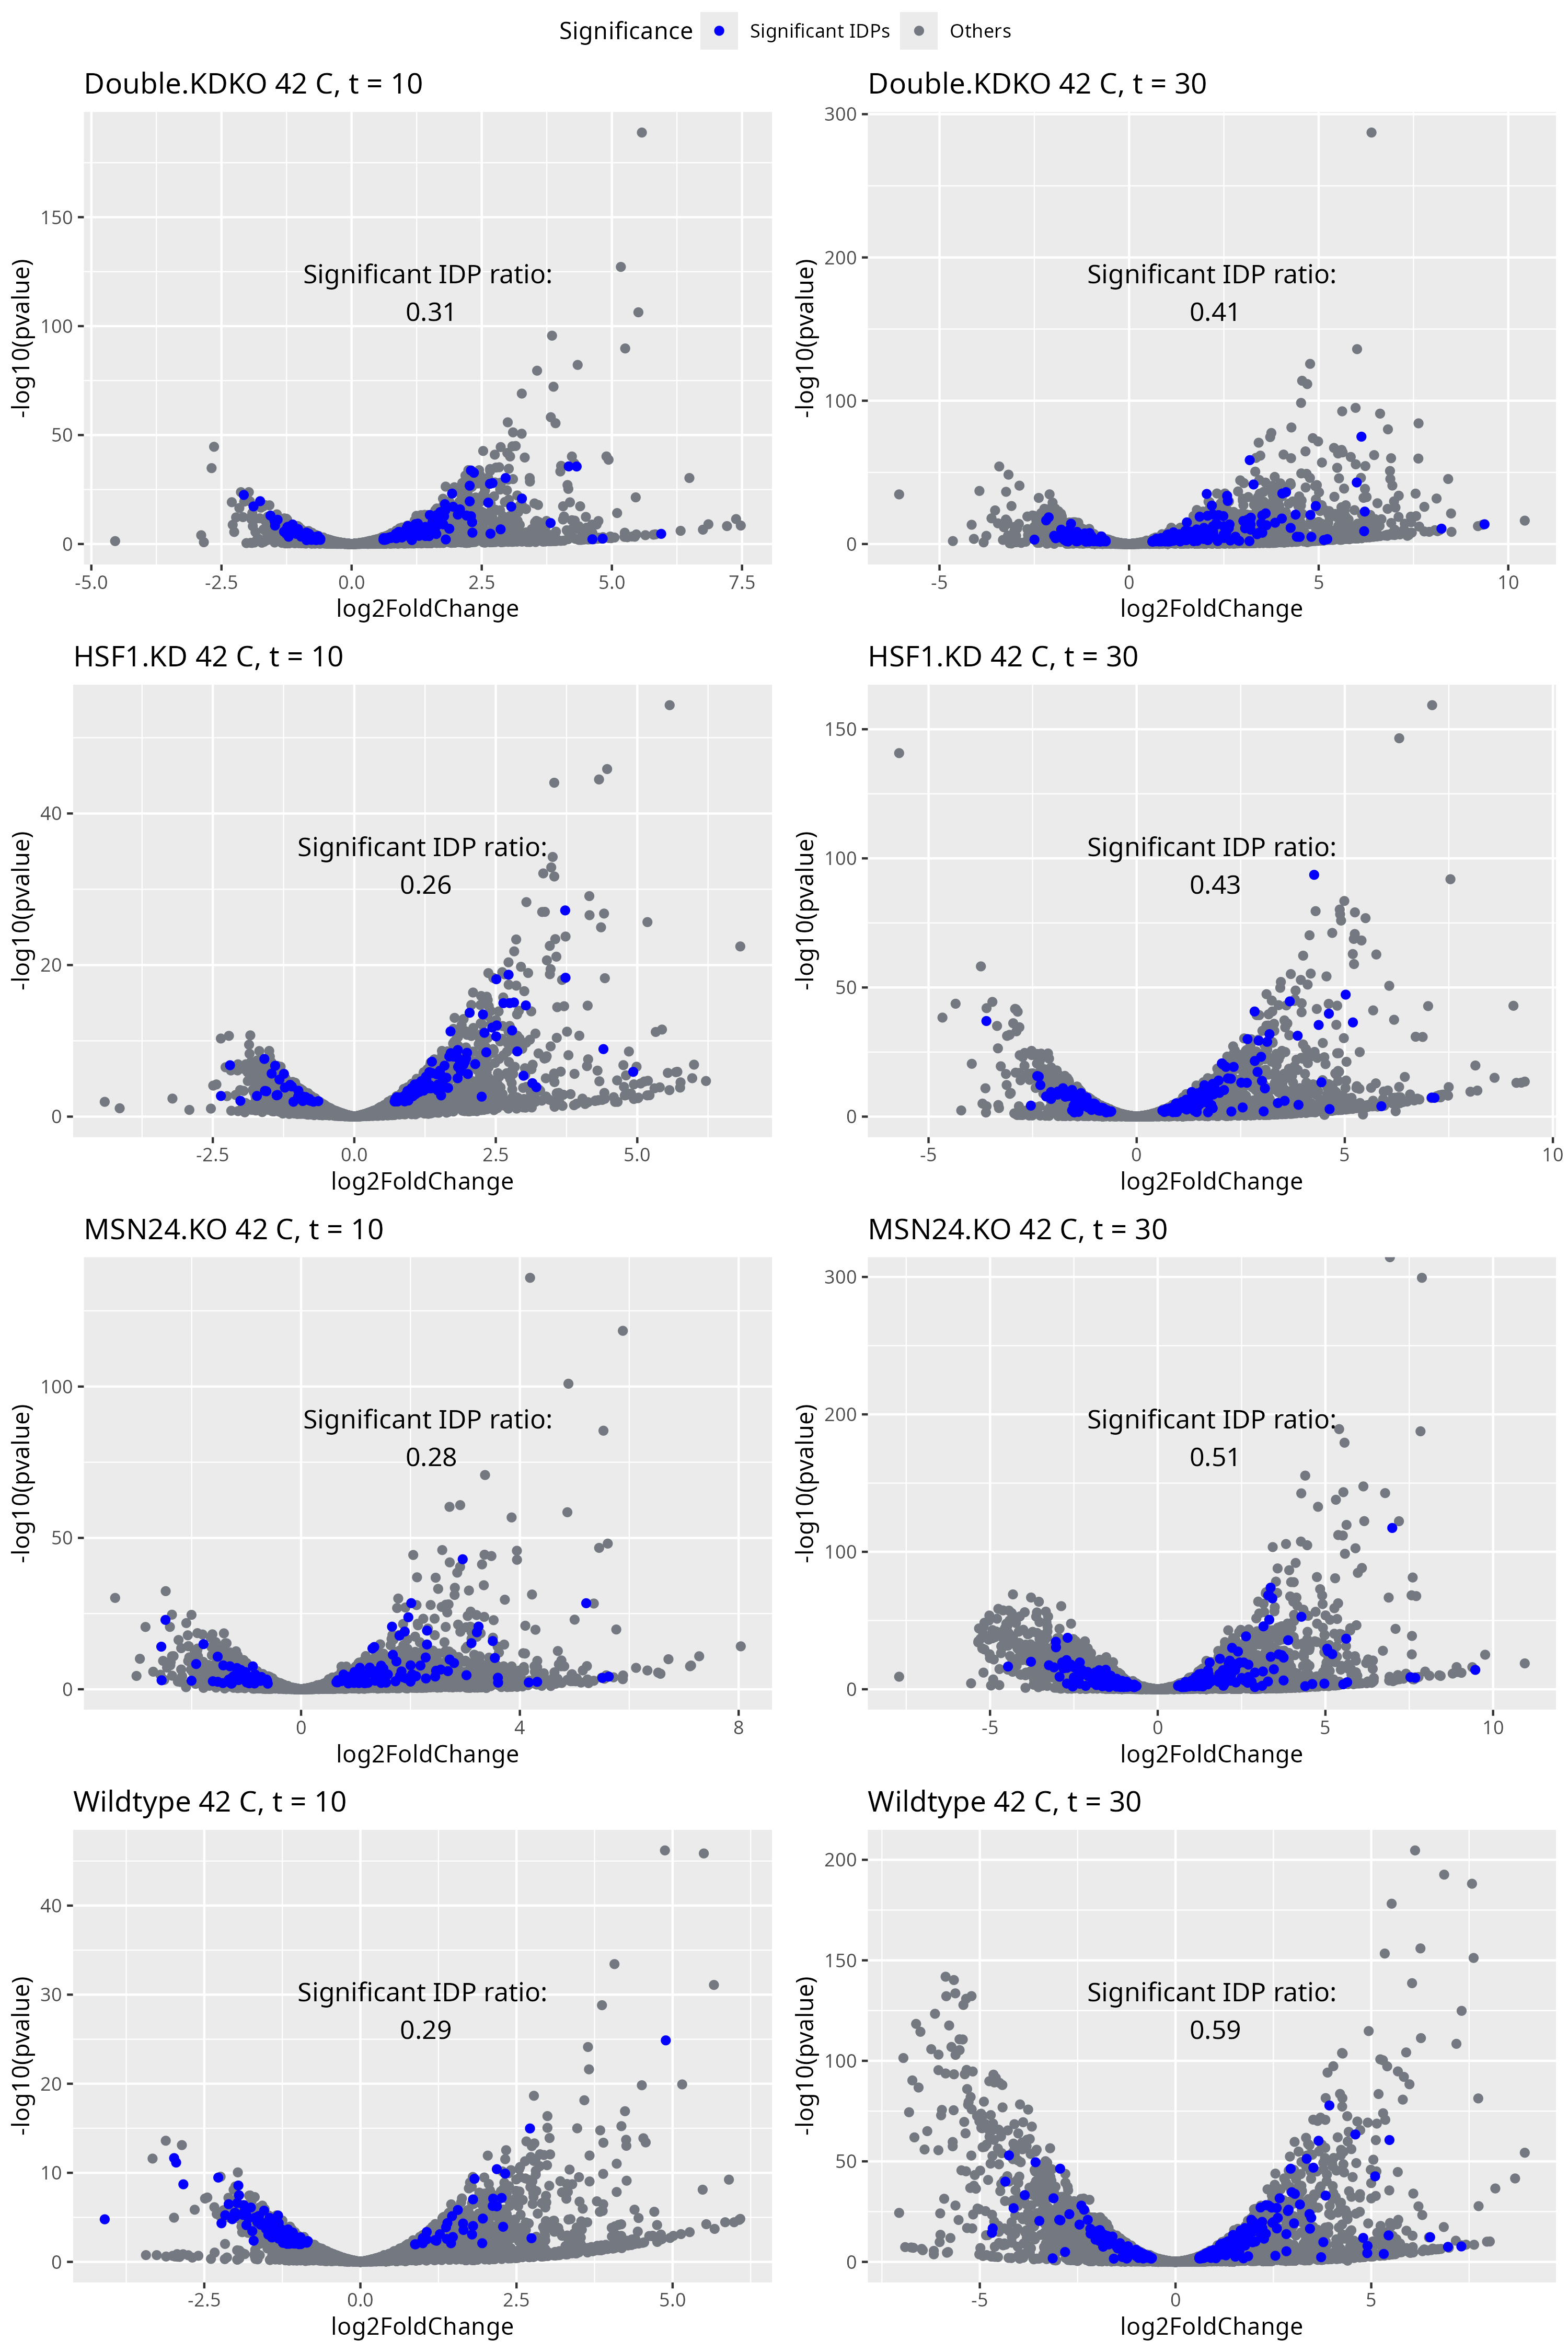 Significance Significant IDPs Others
Double.KDKO 42 C, t = 10
-log10(pvalue)
150
100
50
0
Significant IDP ratio:
0.31
-5.0 -2.5 0.0 2.5 5.0 7.5
log2FoldChange
Double.KDKO 42 C, t = 30
-log10(pvalue)
300
200
100
0
Significant IDP ratio:
0.41
-5 0 5 10
log2FoldChange
HSF1.KD 42 C, t = 10
-log10(pvalue)
40
20
0
Significant IDP ratio:
0.26
-2.5 0.0 2.5 5.0
log2FoldChange
HSF1.KD 42 C, t = 30
-log10(pvalue)
150
100
50
0
Significant IDP ratio:
0.43
-5 0 5 10
log2FoldChange
MSN24.KO 42 C, t = 10
-log10(pvalue)
100
50
0
Significant IDP ratio:
0.28
0 4 8
log2FoldChange
MSN24.KO 42 C, t = 30
-log10(pvalue)
300
200
100
0
Significant IDP ratio:
0.51
-5 0 5 10
log2FoldChange
Wildtype 42 C, t = 10
-log10(pvalue)
40
30
20
10
0
Significant IDP ratio:
0.29
-2.5 0.0 2.5 5.0
log2FoldChange
Wildtype 42 C, t = 30
-log10(pvalue)
200
150
100
50
0
Significant IDP ratio:
0.59
-5 0 5
log2FoldChange